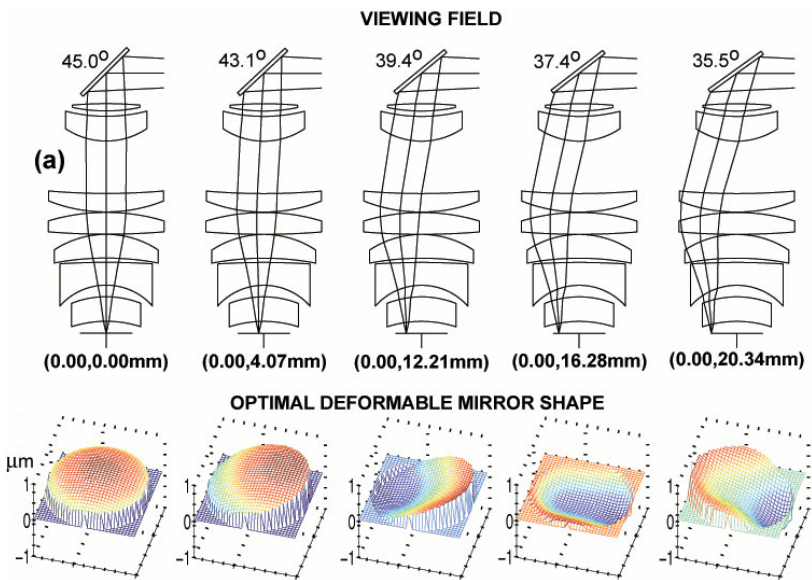 VIEWING FIELD
45.0° 43.1° 39.4° 37.4° 35.5°
(a)
(0.00,0.00mm) (0.00,4.07mm) (0.00,12.21mm) (0.00,16.28mm) (0.00,20.34mm)
OPTIMAL DEFORMABLE MIRROR SHAPE
μm
1 1 1 1 1
0 0 0 0 0
−1 −1 −1 −1 −1